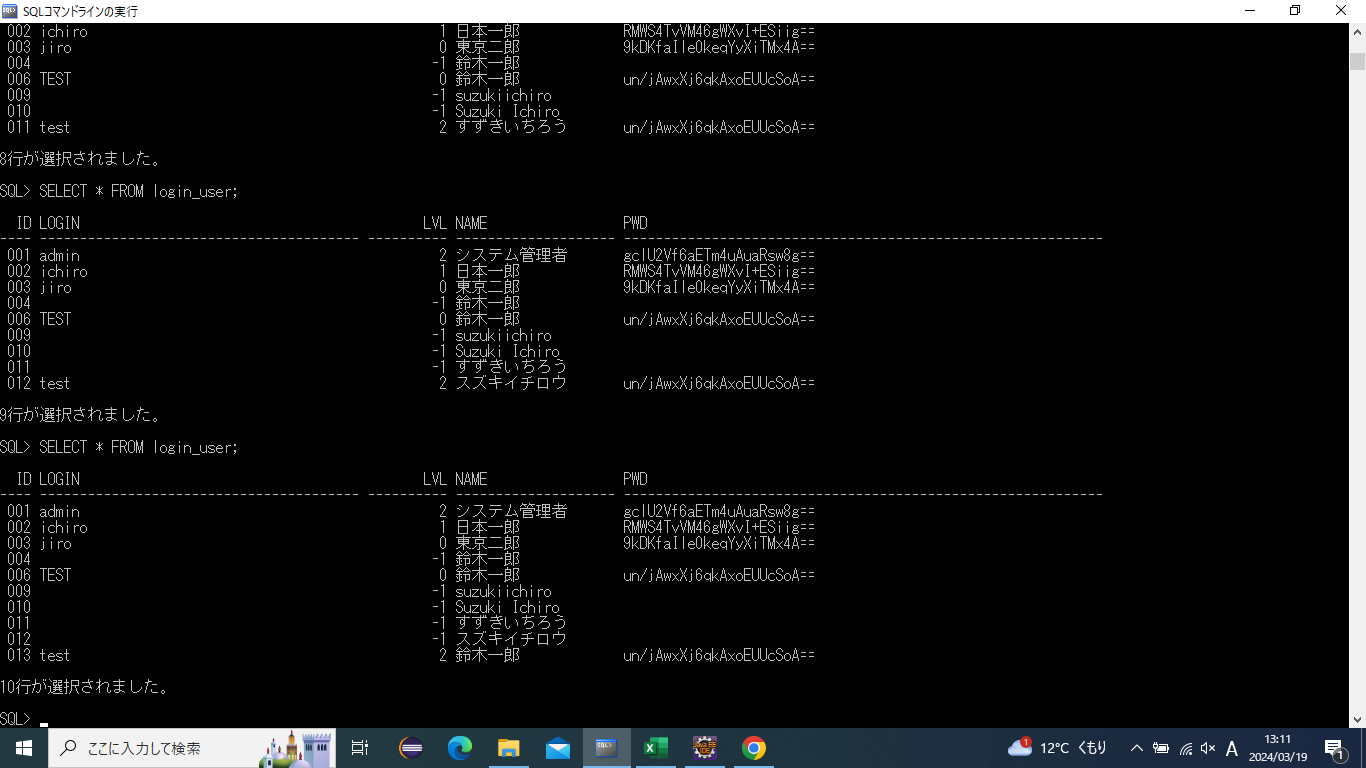 SQLコマンドラインの実行
002 ichiro 1 日本一郎 RMWS4TvVM46gWXvI+ESiig==
003 jiro 0 東京二郎 9kDKfaIle0keqYyXiTMx4A==
004 -1 鈴木一郎
006 TEST 0 鈴木一郎 un/jAwxXj6qkAxoEUUcSoA==
009 -1 suzukiichiro
010 -1 Suzuki Ichiro
011 test 2 すずきいちろう un/jAwxXj6qkAxoEUUcSoA==
8行が選択されました。
SQL> SELECT * FROM login_user;
ID LOGIN LVL NAME PWD
---- ---------------------------------------- ---------- -------------------- ------------------------------------------------------------
001 admin 2 システム管理者 gclU2Vf6aETm4uAuaRsw8g==
002 ichiro 1 日本一郎 RMWS4TvVM46gWXvI+ESiig==
003 jiro 0 東京二郎 9kDKfaIle0keqYyXiTMx4A==
004 -1 鈴木一郎
006 TEST 0 鈴木一郎 un/jAwxXj6qkAxoEUUcSoA==
009 -1 suzukiichiro
010 -1 Suzuki Ichiro
011 -1 すずきいちろう
012 test 2 スズキイチロウ un/jAwxXj6qkAxoEUUcSoA==
9行が選択されました。
SQL> SELECT * FROM login_user;
ID LOGIN LVL NAME PWD
---- ---------------------------------------- ---------- -------------------- ------------------------------------------------------------
001 admin 2 システム管理者 gclU2Vf6aETm4uAuaRsw8g==
002 ichiro 1 日本一郎 RMWS4TvVM46gWXvI+ESiig==
003 jiro 0 東京二郎 9kDKfaIle0keqYyXiTMx4A==
004 -1 鈴木一郎
006 TEST 0 鈴木一郎 un/jAwxXj6qkAxoEUUcSoA==
009 -1 suzukiichiro
010 -1 Suzuki Ichiro
011 -1 すずきいちろう
012 -1 スズキイチロウ
013 test 2 鈴木一郎 un/jAwxXj6qkAxoEUUcSoA==
10行が選択されました。
SQL>
ここに入力して検索
1 12°C くもり A 13:11
2024/03/19 1